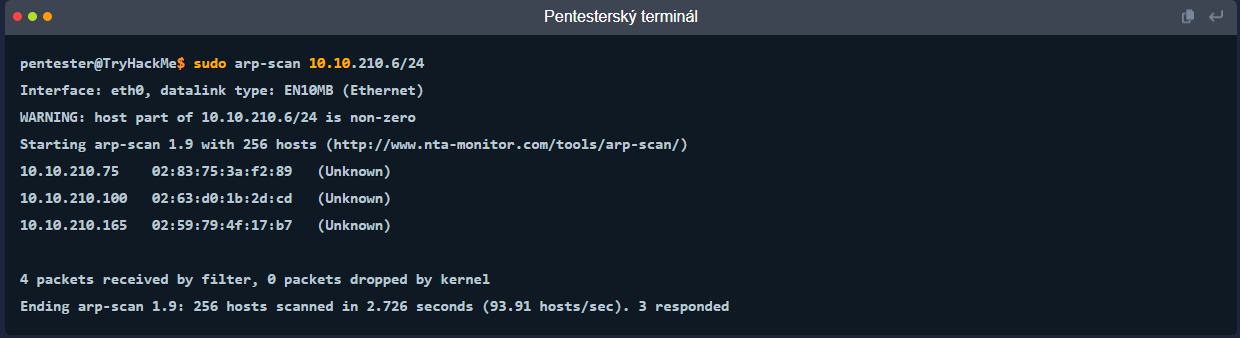 Pentesterský terminál
pentester@TryHackMe$ sudo arp-scan 10.10.210.6/24
Interface: eth0, datalink type: EN10MB (Ethernet)
WARNING: host part of 10.10.210.6/24 is non-zero
Starting arp-scan 1.9 with 256 hosts (http://www.nta-monitor.com/tools/arp-scan/)
10.10.210.75    02:83:75:3a:f2:89   (Unknown)
10.10.210.100   02:63:d0:1b:2d:cd   (Unknown)
10.10.210.165   02:59:79:4f:17:b7   (Unknown)
4 packets received by filter, 0 packets dropped by kernel
Ending arp-scan 1.9: 256 hosts scanned in 2.726 seconds (93.91 hosts/sec). 3 responded